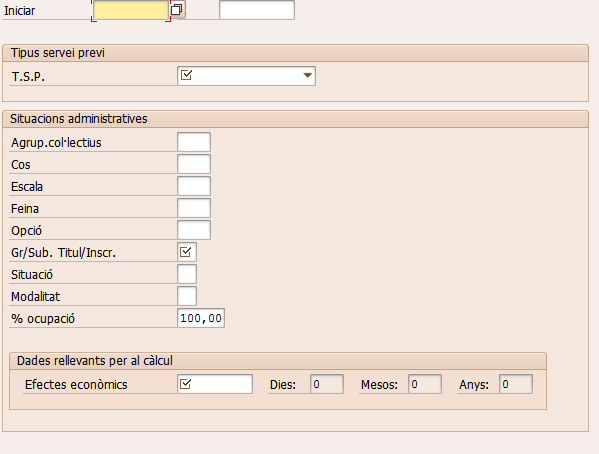 Iniciar
Tipus servei previ
T.S.P.
Situacions administratives
Agrup.col·lectius
Cos
Escala
Feina
Opció
Gr/Sub. Titul/Inscr.
Situació
Modalitat
% ocupació 100,00
Dades rellevants per al càlcul
Efectes econòmics Dies: 0 Mesos: 0 Anys: 0